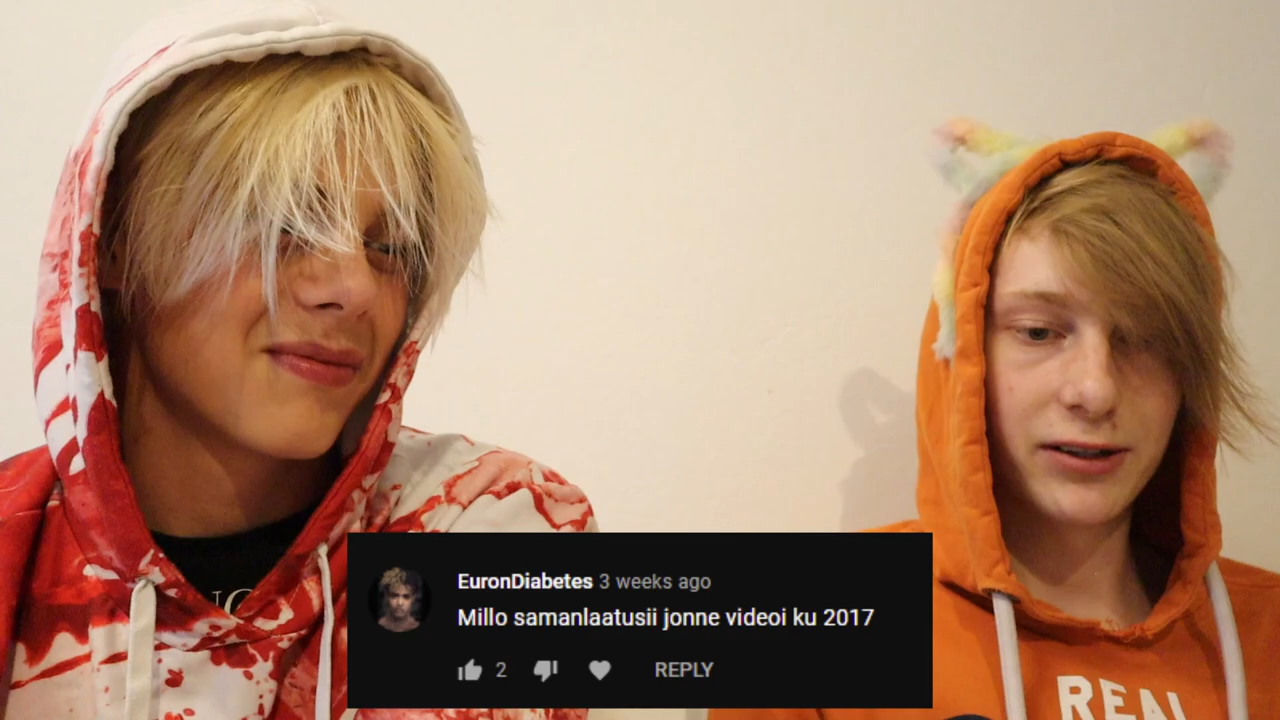 EuronDiabetes 3 weeks ago
Millo samanlaatusii jonne videoi ku 2017
2 REPLY
REAL